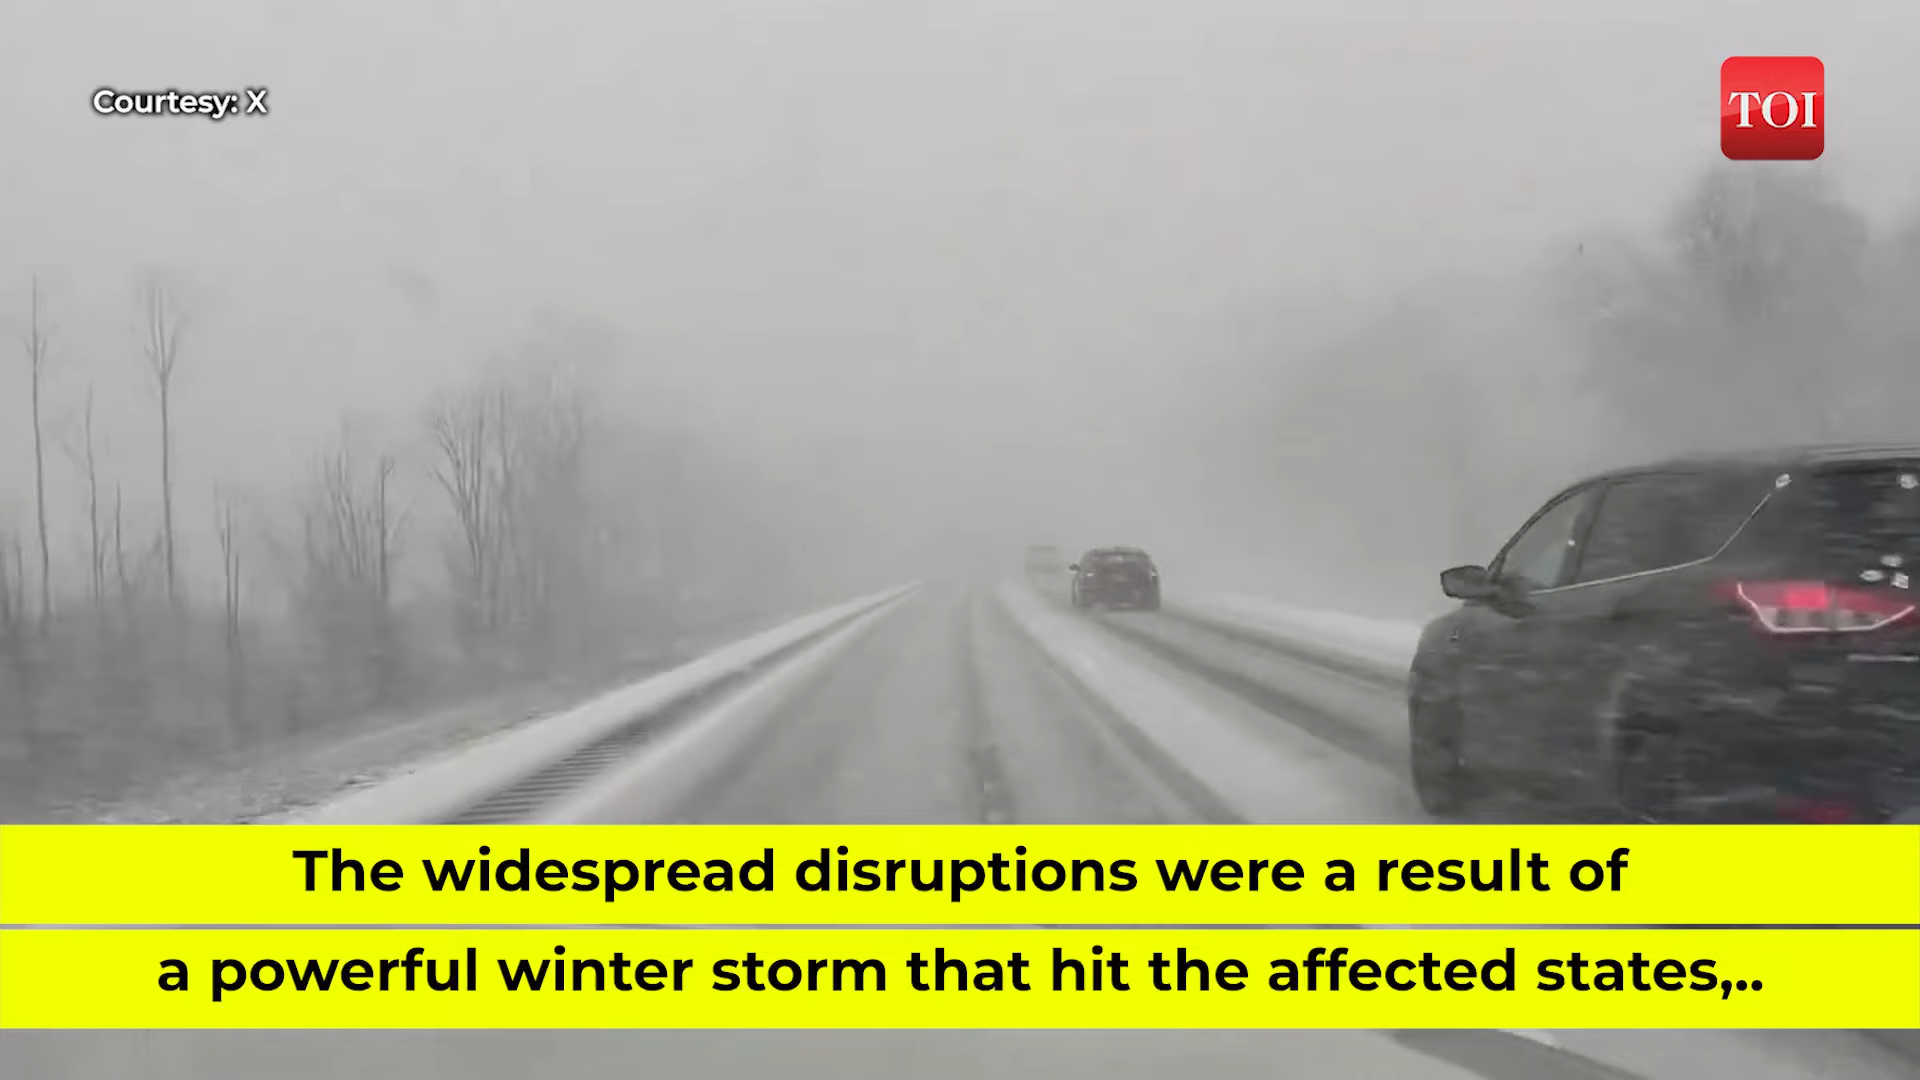 Courtesy: X
TOI
The widespread disruptions were a result of
a powerful winter storm that hit the affected states,..